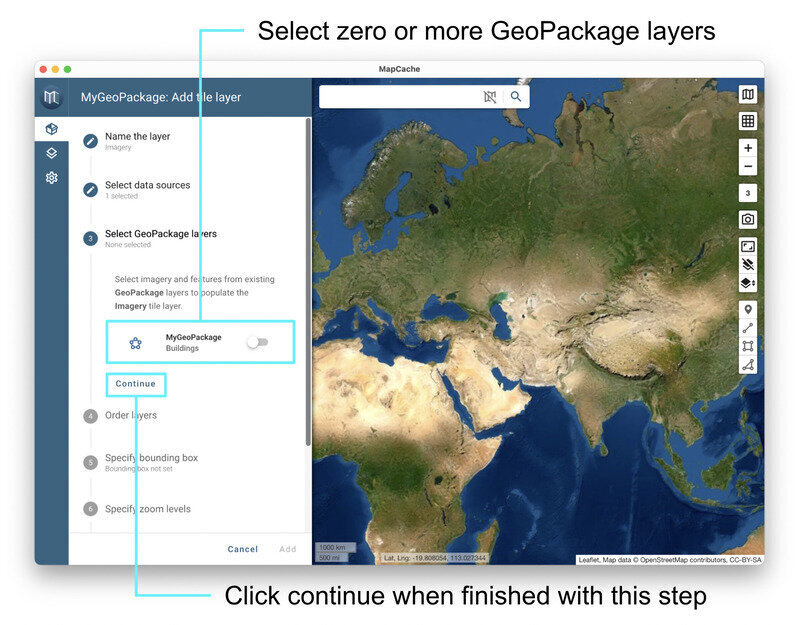 Select zero or more GeoPackage layers
MapCache
MyGeoPackage: Add tile layer
Name the layer
Imagery
Select data sources
1 selected
3
Select GeoPackage layers
None selected
Select imagery and features from existing
GeoPackage layers to populate the
Imagery tile layer.
MyGeoPackage
Buildings
Continue
4
Order layers
5
Specify bounding box
Bounding box not set
6
Specify zoom levels
Cancel
Add
+
−
3
1000 km
500 mi
Lat, Lng: -19.808054, 113.027344
Leaflet, Map data © OpenStreetMap contributors, CC-BY-SA
Click continue when finished with this step